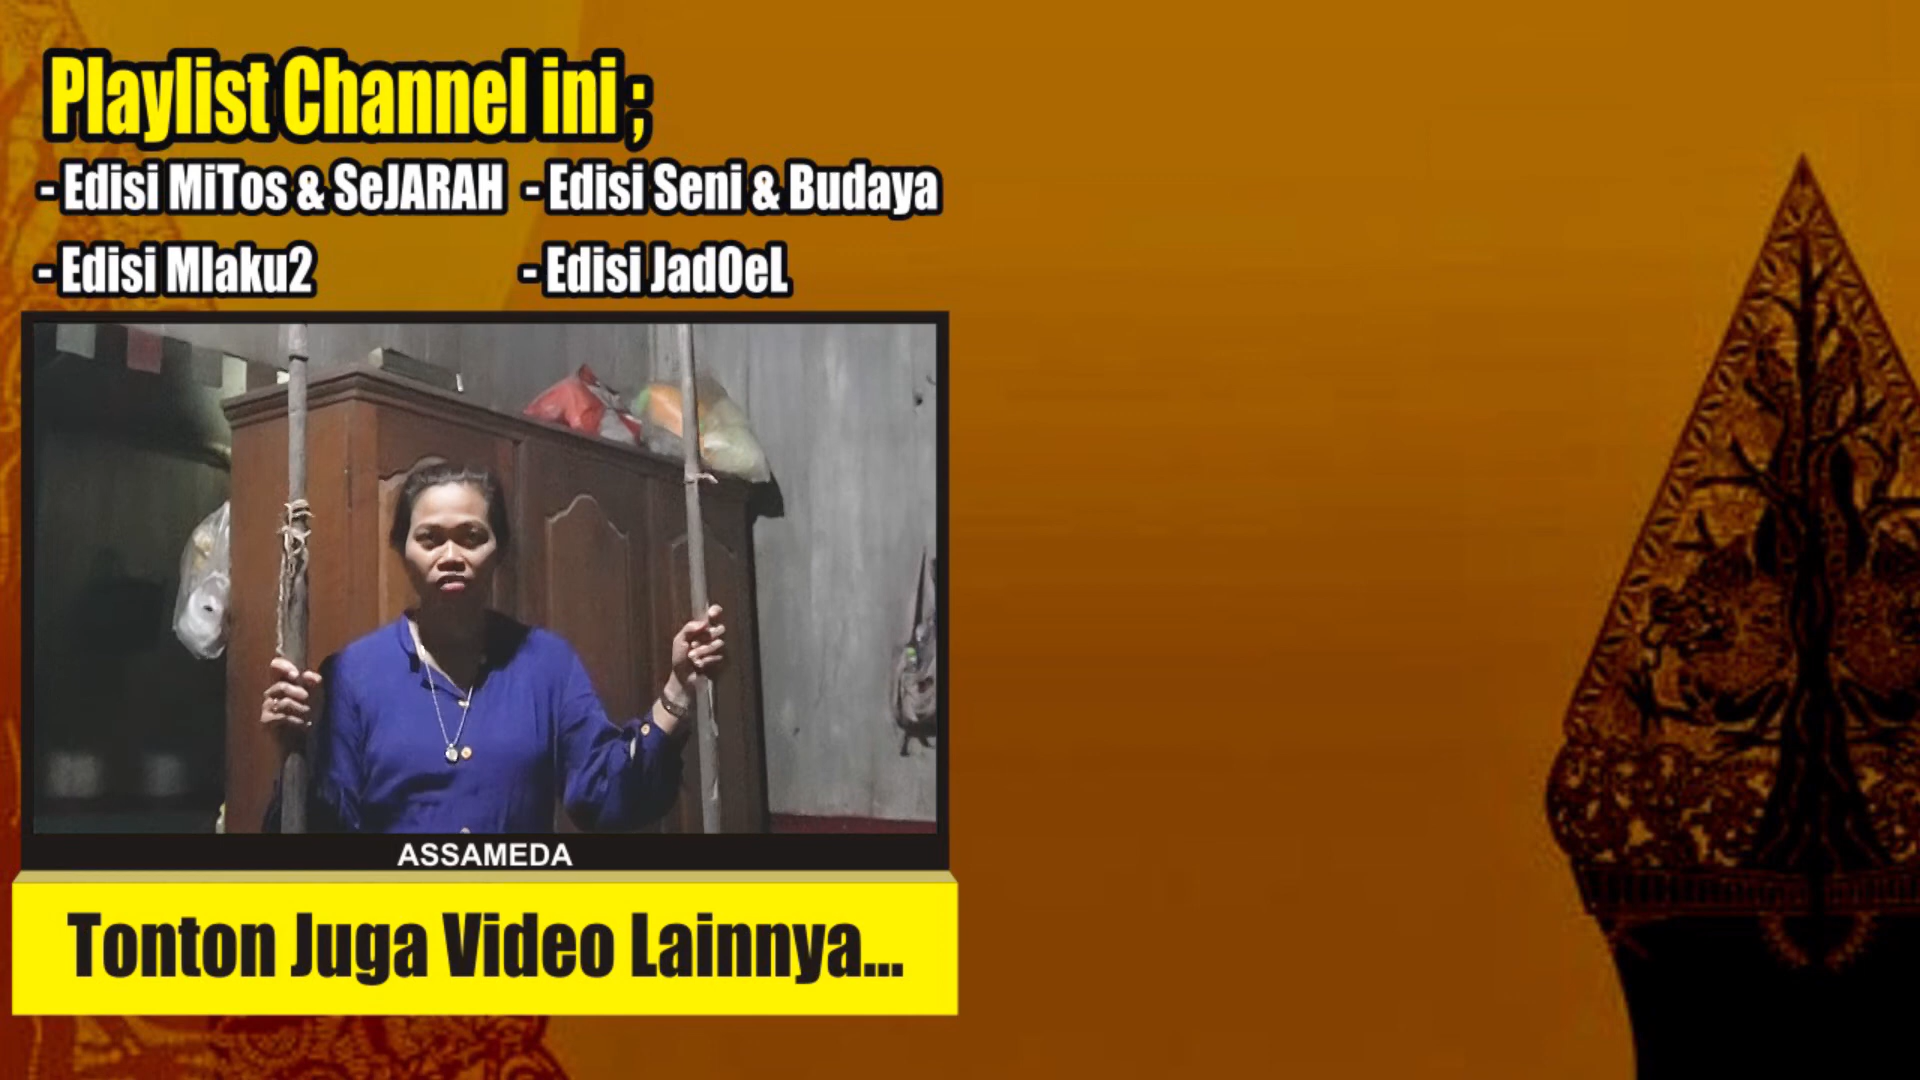 Playlist Channel ini ;
- Edisi MiTos & SeJARAH - Edisi Seni & Budaya
- Edisi Mlaku2 - Edisi JadOeL
ASSAMEDA
Tonton Juga Video Lainnya...